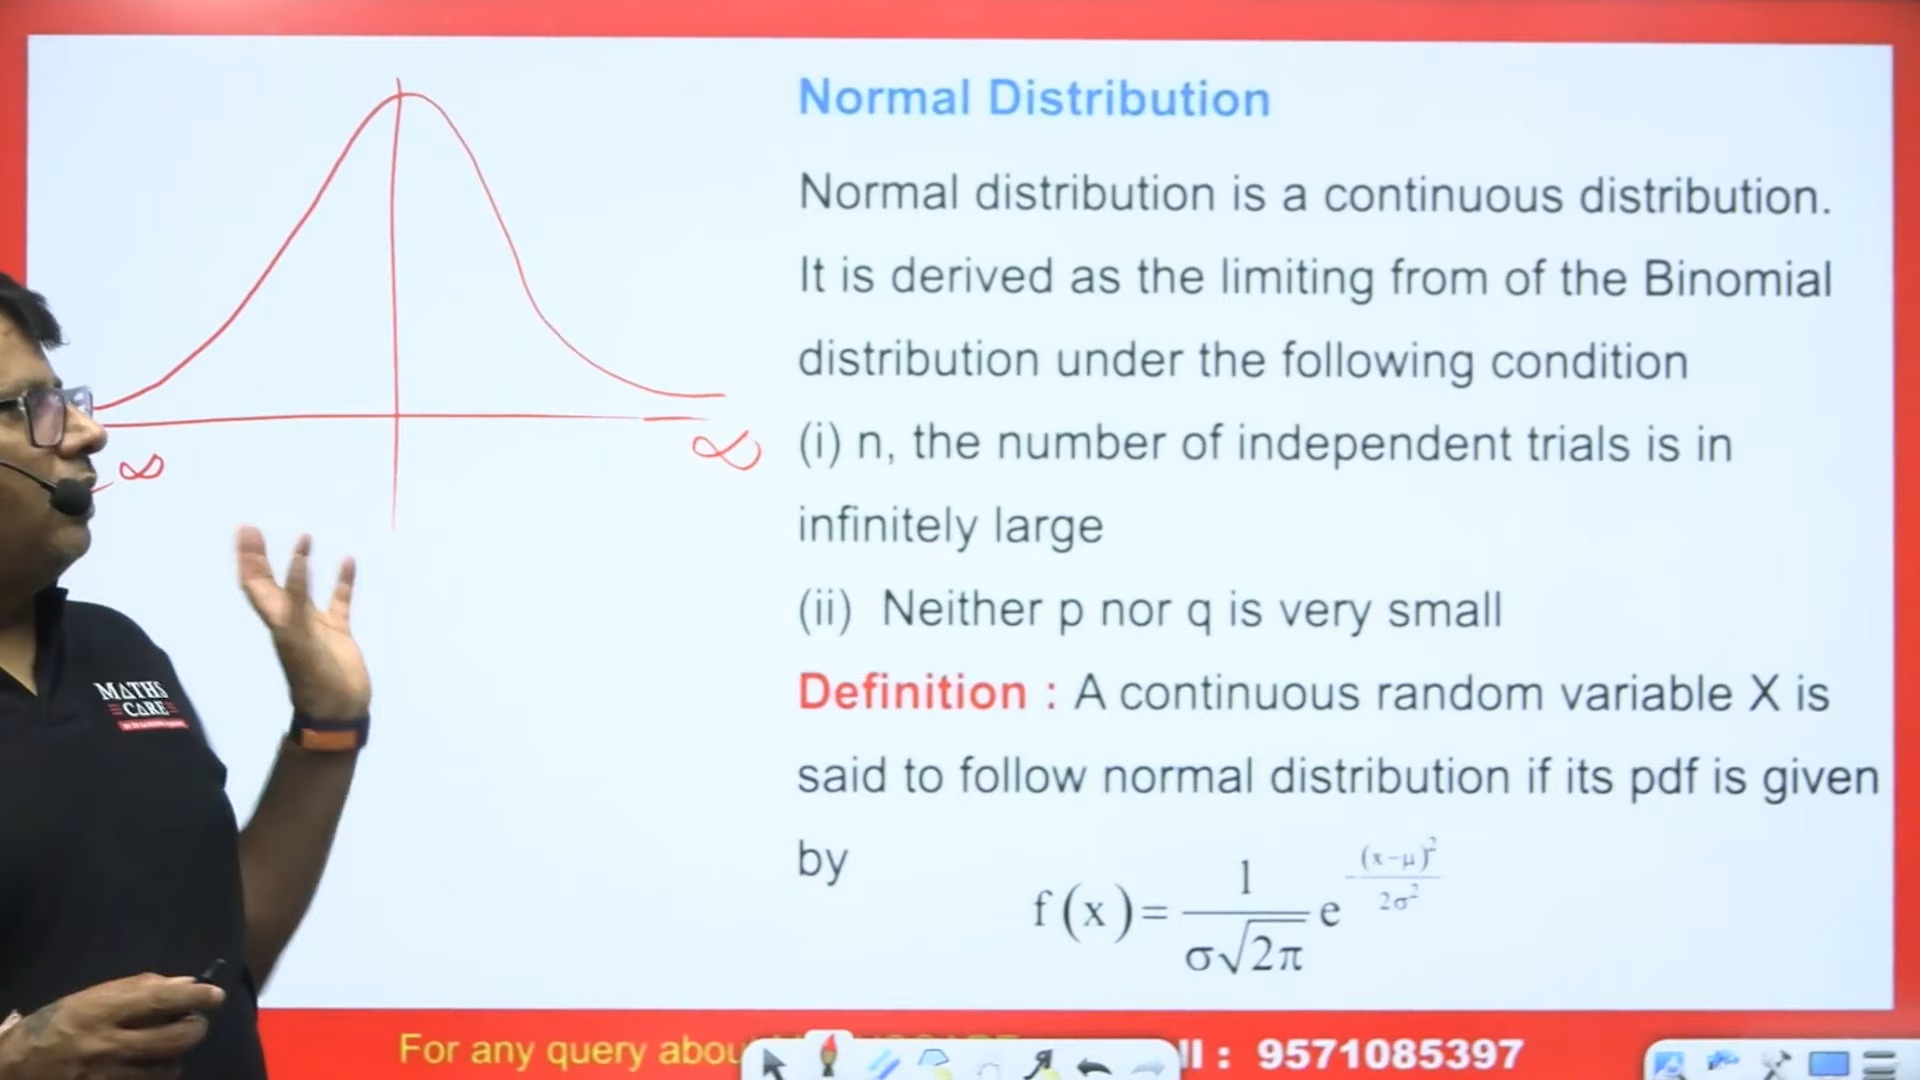 Normal Distribution
Normal distribution is a continuous distribution.
It is derived as the limiting from of the Binomial
distribution under the following condition
(i) n, the number of independent trials is in
infinitely large
(ii) Neither p nor q is very small
Definition : A continuous random variable X is
said to follow normal distribution if its pdf is given
by
f(x) = 1/(σ√2π) e^-(x-μ)²/2σ²
-∞
∞
MATHS
CARE
For any query abou
ll : 9571085397